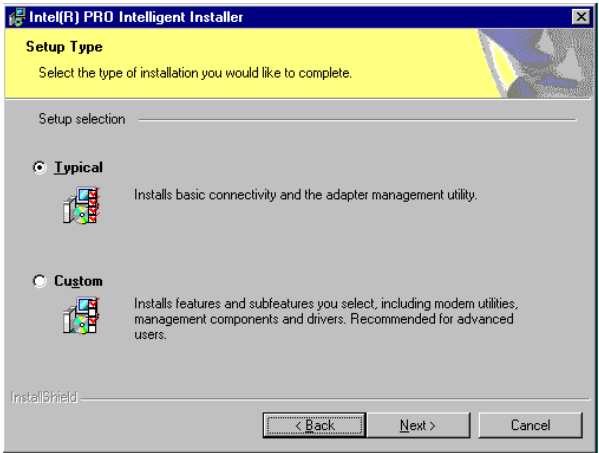 Intel(R) PRO Intelligent Installer
Setup Type
Select the type of installation you would like to complete.
Setup selection
Typical
Installs basic connectivity and the adapter management utility.
Custom
Installs features and subfeatures you select, including modem utilities,
management components and drivers. Recommended for advanced
users.
InstallShield
< Back
Next >
Cancel